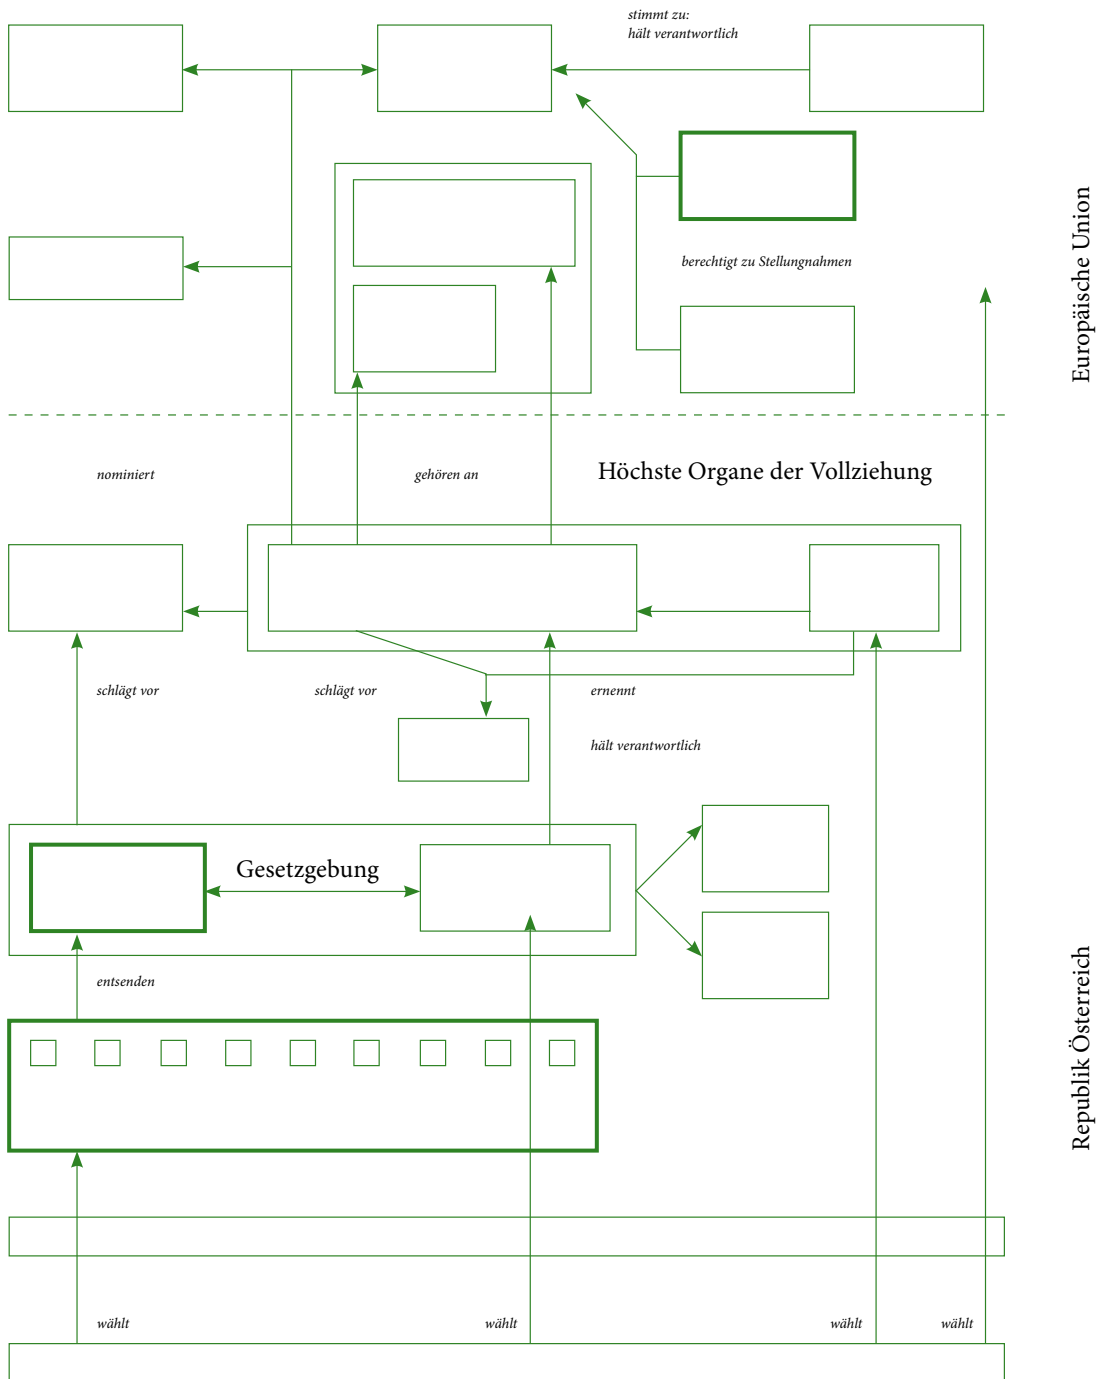 stimmt zu:
hält verantwortlich
berechtigt zu Stellungnahmen
Europäische Union
nominiert
gehören an
Höchste Organe der Vollziehung
schlägt vor
schlägt vor
ernennt
hält verantwortlich
Gesetzgebung
entsenden
Republik Österreich
wählt
wählt
wählt
wählt